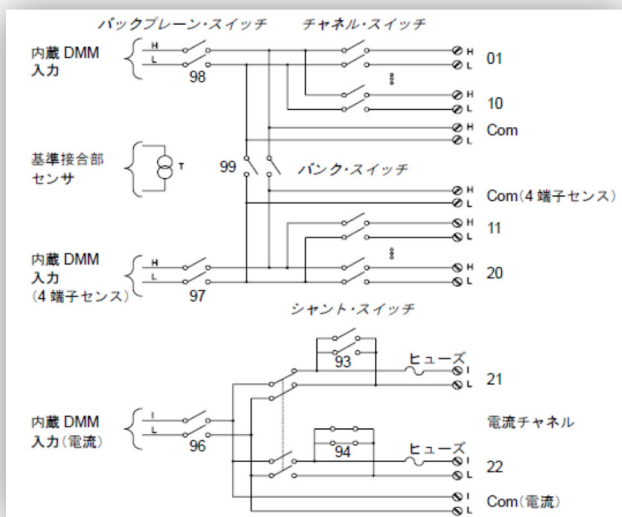 バックプレーン・スイッチ チャネル・スイッチ
内蔵 DMM
入力
H
L
98
H
L
01
H
L
10
H
L
Com
基準接合部
センサ
T
99
バンク・スイッチ
H
L
Com(4 端子センス)
H
L
11
内蔵 DMM
入力
(4 端子センス)
H
L
97
H
L
20
シャント・スイッチ
93
ヒューズ
I
L
21
内蔵 DMM
入力(電流)
I
L
96
電流チャネル
94
ヒューズ
I
L
22
I
L
Com(電流)